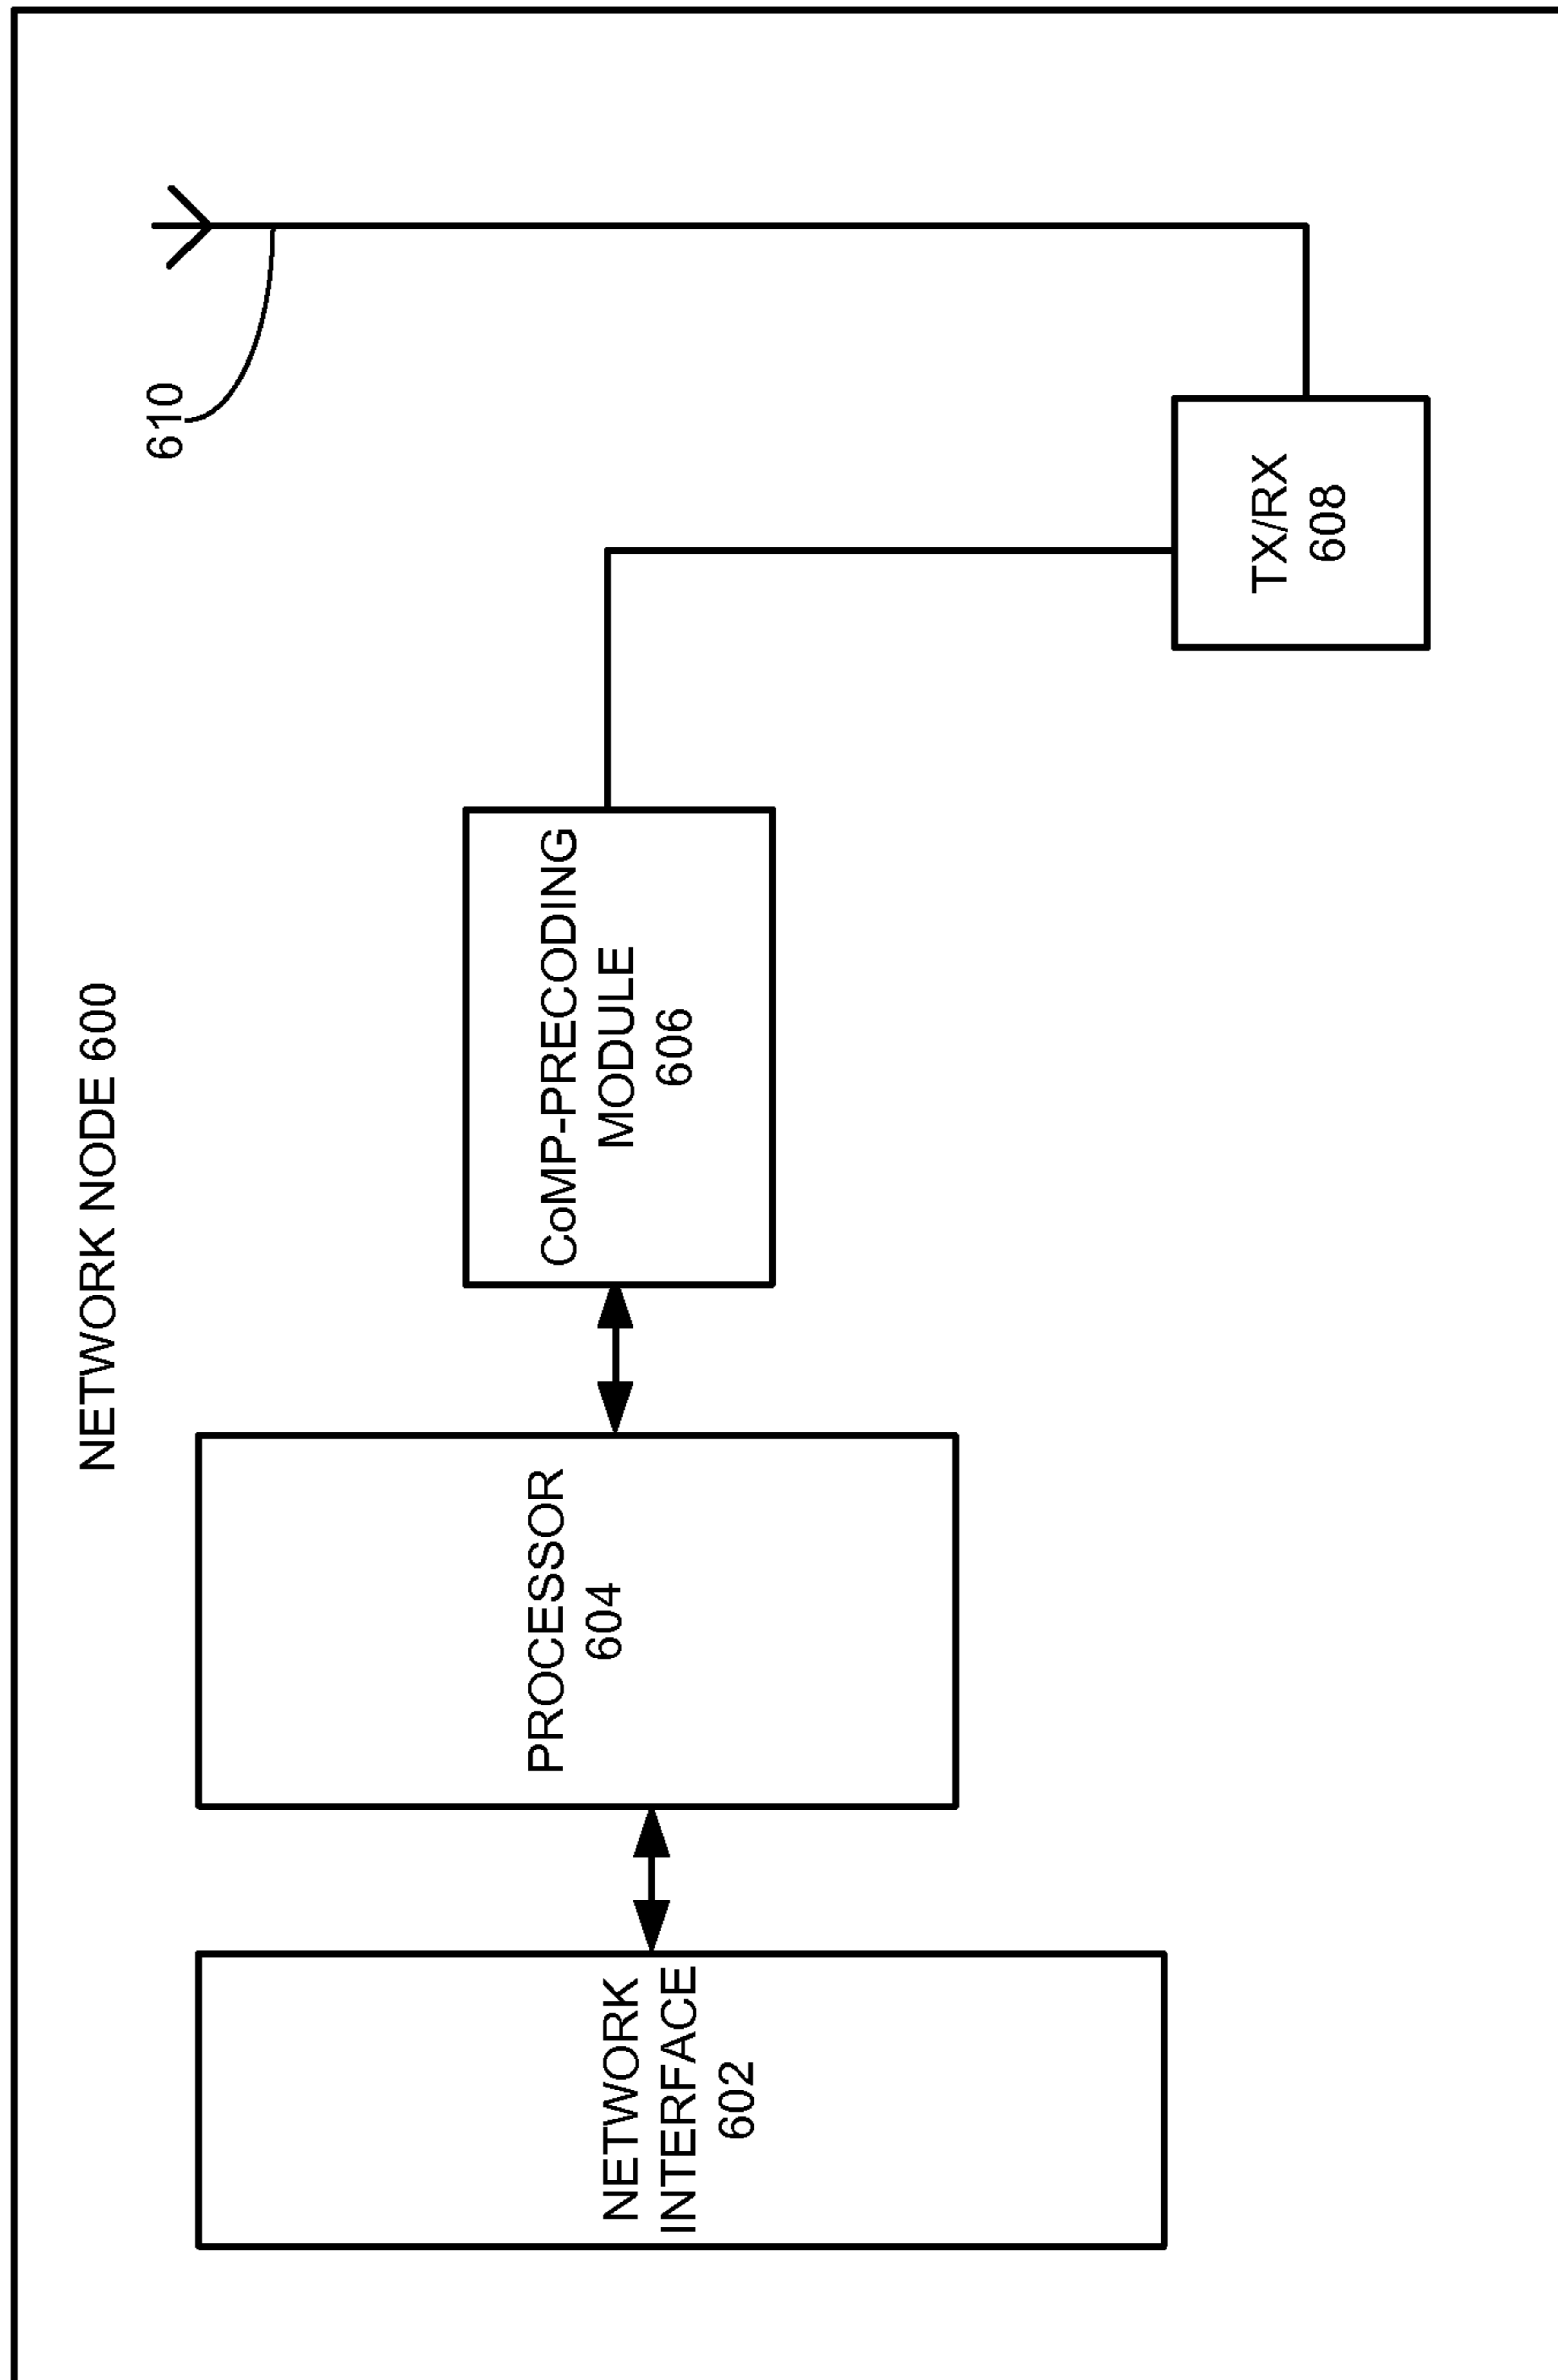 NETWORK NODE 600
NETWORK
INTERFACE
602
PROCESSOR
604
CoMP-PRECODING
MODULE
606
TX/RX
608
610